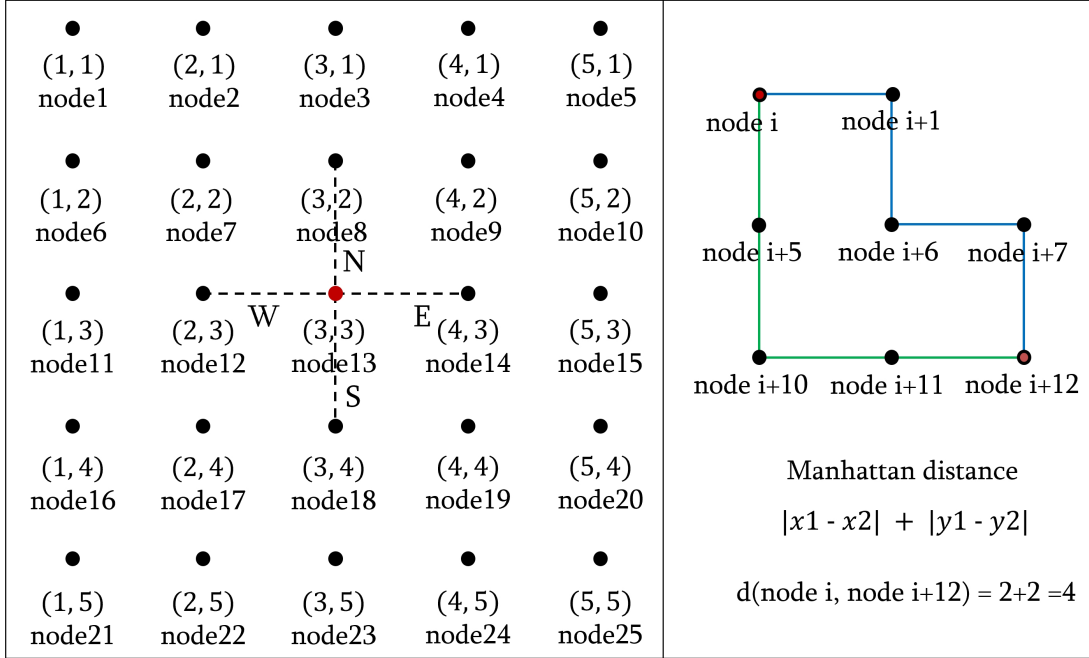 (1, 1) (2, 1) (3, 1) (4, 1) (5, 1)
node1 node2 node3 node4 node5
(1, 2) (2, 2) (3, 2) (4, 2) (5, 2)
node6 node7 node8 node9 node10
N
W E
(1, 3) (2, 3) (3, 3) (4, 3) (5, 3)
node11 node12 node13 node14 node15
S
(1, 4) (2, 4) (3, 4) (4, 4) (5, 4)
node16 node17 node18 node19 node20
(1, 5) (2, 5) (3, 5) (4, 5) (5, 5)
node21 node22 node23 node24 node25
node i node i+1
node i+5 node i+6 node i+7
node i+10 node i+11 node i+12
Manhattan distance
|x1 - x2| + |y1 - y2|
d(node i, node i+12) = 2+2 =4